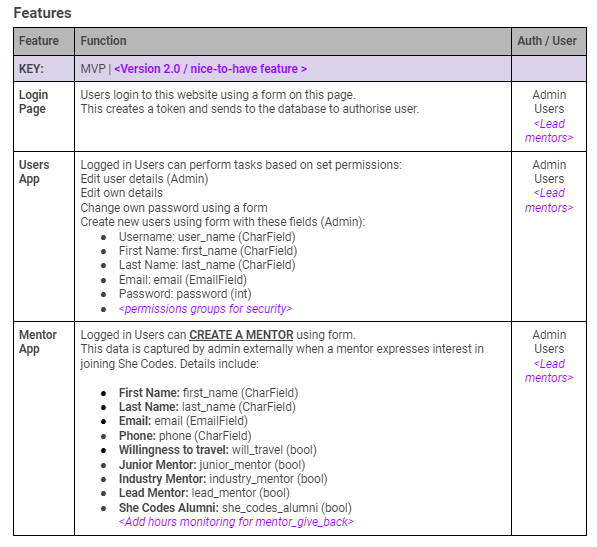 Features
Feature Function Auth / User
KEY: MVP | <Version 2.0 / nice-to-have feature >
Login Page
Users login to this website using a form on this page.
This creates a token and sends to the database to authorise user.
Admin
Users
<Lead
mentors>
Users
App
Logged in Users can perform tasks based on set permissions:
Edit user details (Admin)
Edit own details
Change own password using a form
Create new users using form with these fields (Admin):
● Username: user_name (CharField)
● First Name: first_name (CharField)
● Last Name: last_name (CharField)
● Email: email (EmailField)
● Password: password (int)
● <permissions groups for security>
Admin
Users
<Lead
mentors>
Mentor
App
Logged in Users can CREATE A MENTOR using form.
This data is captured by admin externally when a mentor expresses interest in
joining She Codes. Details include:
● First Name: first_name (CharField)
● Last Name: last_name (CharField)
● Email: email (EmailField)
● Phone: phone (CharField)
● Willingness to travel: will_travel (bool)
● Junior Mentor: junior_mentor (bool)
● Industry Mentor: industry_mentor (bool)
● Lead Mentor: lead_mentor (bool)
● She Codes Alumni: she_codes_alumni (bool)
<Add hours monitoring for mentor_give_back>
Admin
Users
<Lead
mentors>